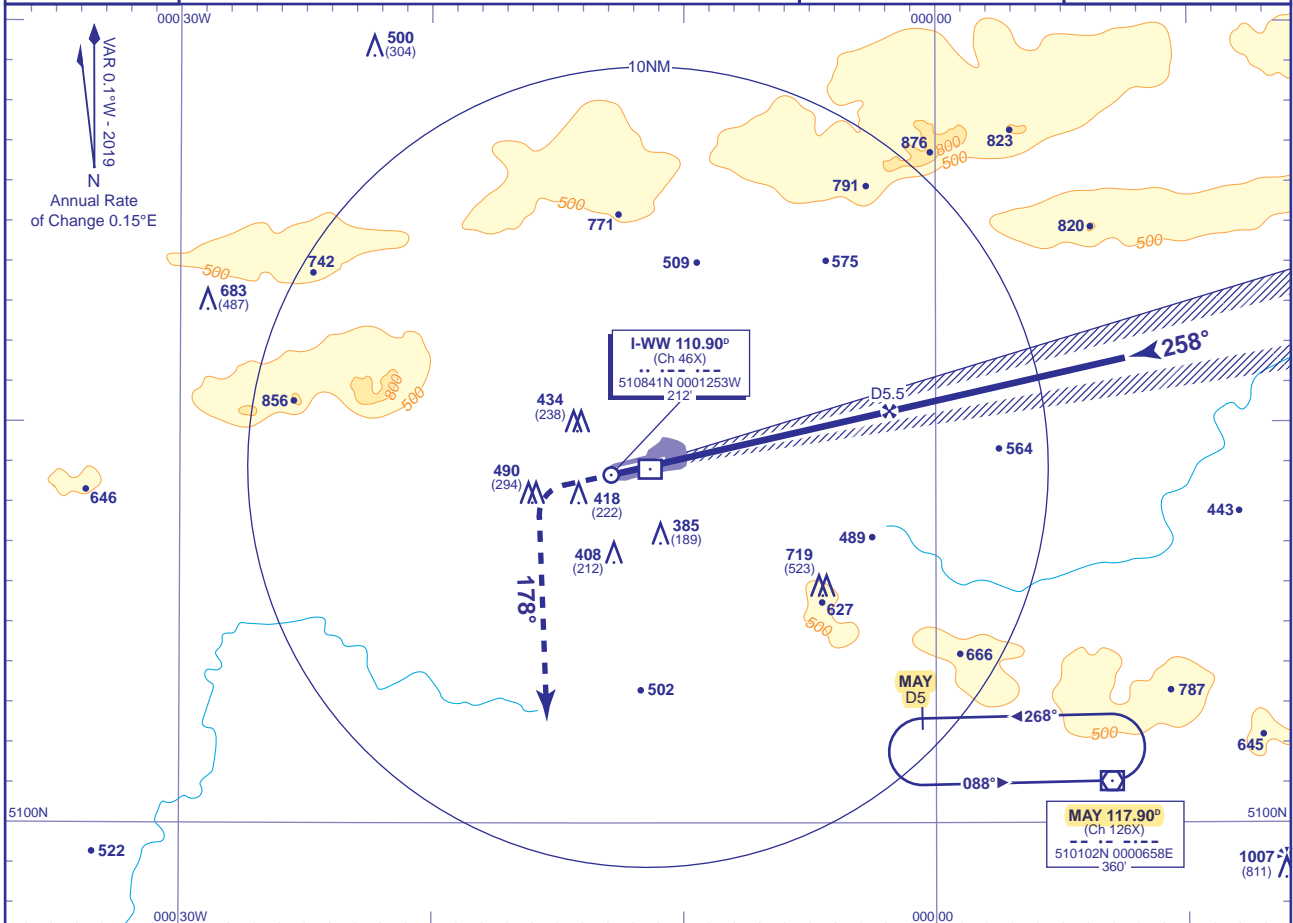 000 30W
000 00
VAR 0.1°W - 2019
N
Annual Rate
of Change 0.15°E
500
(304)
10NM
876
800
500
823
791
500
771
820
500
742
500
683
(487)
509
575
I-WW 110.90ᴰ
(Ch 46X)
·· ·-- ·--
510841N 0001253W
212'
258°
D5.5
856
800
500
434
(238)
564
490
(294)
418
(222)
646
443
385
(189)
489
408
(212)
719
(523)
627
500
178°
666
502
MAY
D5
787
268°
500
645
088°
5100N
5100N
MAY 117.90ᴰ
(Ch 126X)
-- ·- -·--
510102N 0000658E
360'
522
1007
(811)
000 30W
000 00